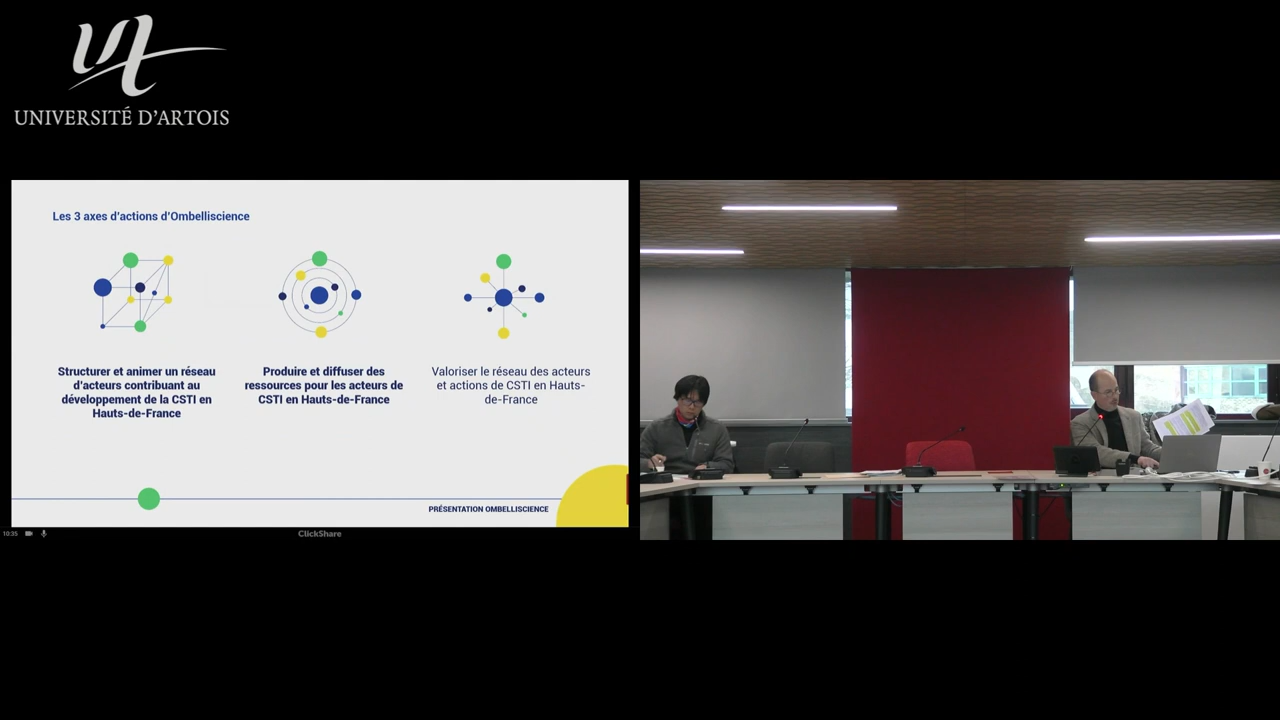 UNIVERSITÉ D'ARTOIS
Les 3 axes d'actions d'Ombelliscience
Structurer et animer un réseau
d'acteurs contribuant au
développement de la CSTI en
Hauts-de-France
Produire et diffuser des
ressources pour les acteurs de
CSTI en Hauts-de-France
Valoriser le réseau des acteurs
et actions de CSTI en Hauts-
de-France
PRÉSENTATION OMBELLISCIENCE
10:35
ClickShare